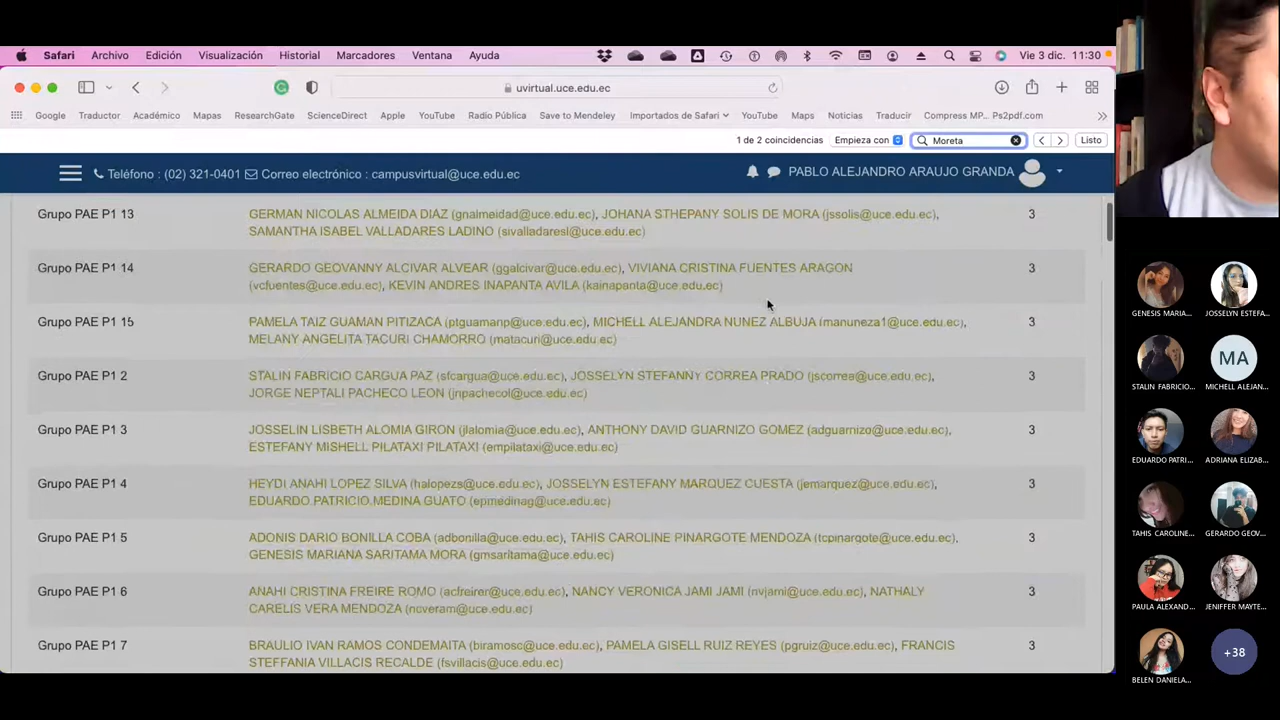 Safari Archivo Edición Visualización Historial Marcadores Ventana Ayuda Vie 3 dic. 11:30
uvirtual.uce.edu.ec
Google Traductor Académico Mapas ResearchGate ScienceDirect Apple YouTube Radio Pública Save to Mendeley Importados de Safari YouTube Maps Noticias Traducir Compress MP... Ps2pdf.com
1 de 2 coincidencias Empieza con Moreta Listo
Teléfono : (02) 321-0401 Correo electrónico : campusvirtual@uce.edu.ec PABLO ALEJANDRO ARAUJO GRANDA
Grupo PAE P1 13 GERMAN NICOLAS ALMEIDA DIAZ (gnalmeidad@uce.edu.ec), JOHANA STHEPANY SOLIS DE MORA (jssolis@uce.edu.ec), 3
SAMANTHA ISABEL VALLADARES LADINO (sivalladaresl@uce.edu.ec)
Grupo PAE P1 14 GERARDO GEOVANNY ALCIVAR ALVEAR (ggalcivar@uce.edu.ec), VIVIANA CRISTINA FUENTES ARAGON 3
(vcfuentes@uce.edu.ec), KEVIN ANDRES INAPANTA AVILA (kainapanta@uce.edu.ec)
Grupo PAE P1 15 PAMELA TAIZ GUAMAN PITIZACA (ptguamanp@uce.edu.ec), MICHELL ALEJANDRA NUNEZ ALBUJA (manuneza1@uce.edu.ec), 3
MELANY ANGELITA TACURI CHAMORRO (matacuri@uce.edu.ec)
Grupo PAE P1 2 STALIN FABRICIO CARGUA PAZ (sfcargua@uce.edu.ec), JOSSELYN STEFANNY CORREA PRADO (jscorrea@uce.edu.ec), 3
JORGE NEPTALI PACHECO LEON (jnpachecol@uce.edu.ec)
Grupo PAE P1 3 JOSSELIN LISBETH ALOMIA GIRON (jlalomia@uce.edu.ec), ANTHONY DAVID GUARNIZO GOMEZ (adguarnizo@uce.edu.ec), 3
ESTEFANY MISHELL PILATAXI PILATAXI (empilataxi@uce.edu.ec)
Grupo PAE P1 4 HEYDI ANAHI LOPEZ SILVA (halopezs@uce.edu.ec), JOSSELYN ESTEFANY MARQUEZ CUESTA (jemarquez@uce.edu.ec), 3
EDUARDO PATRICIO MEDINA GUATO (epmedinag@uce.edu.ec)
Grupo PAE P1 5 ADONIS DARIO BONILLA COBA (adbonilla@uce.edu.ec), TAHIS CAROLINE PINARGOTE MENDOZA (tcpinargote@uce.edu.ec), 3
GENESIS MARIANA SARITAMA MORA (gmsaritama@uce.edu.ec)
Grupo PAE P1 6 ANAHI CRISTINA FREIRE ROMO (acfreirer@uce.edu.ec), NANCY VERONICA JAMI JAMI (nvjami@uce.edu.ec), NATHALY 3
CARELIS VERA MENDOZA (ncveram@uce.edu.ec)
Grupo PAE P1 7 BRAULIO IVAN RAMOS CONDEMAITA (biramosc@uce.edu.ec), PAMELA GISELL RUIZ REYES (pgruiz@uce.edu.ec), FRANCIS 3
STEFFANIA VILLACIS RECALDE (fsvillacis@uce.edu.ec)
GENESIS MARIA... JOSSELYN ESTEFA...
MA
STALIN FABRICIO... MICHELL ALEJAN...
EDUARDO PATRI... ADRIANA ELIZAB...
TAHIS CAROLINE... GERARDO GEOV...
PAULA ALEXAND... JENIFFER MAYTE...
+38
BELEN DANIELA...